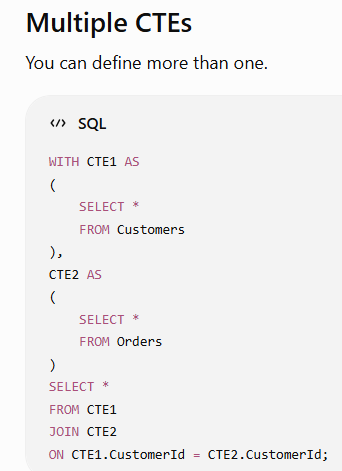 Multiple CTEs
You can define more than one.
</> SQL
WITH CTE1 AS
(
    SELECT *
    FROM Customers
),
CTE2 AS
(
    SELECT *
    FROM Orders
)
SELECT *
FROM CTE1
JOIN CTE2
ON CTE1.CustomerId = CTE2.CustomerId;